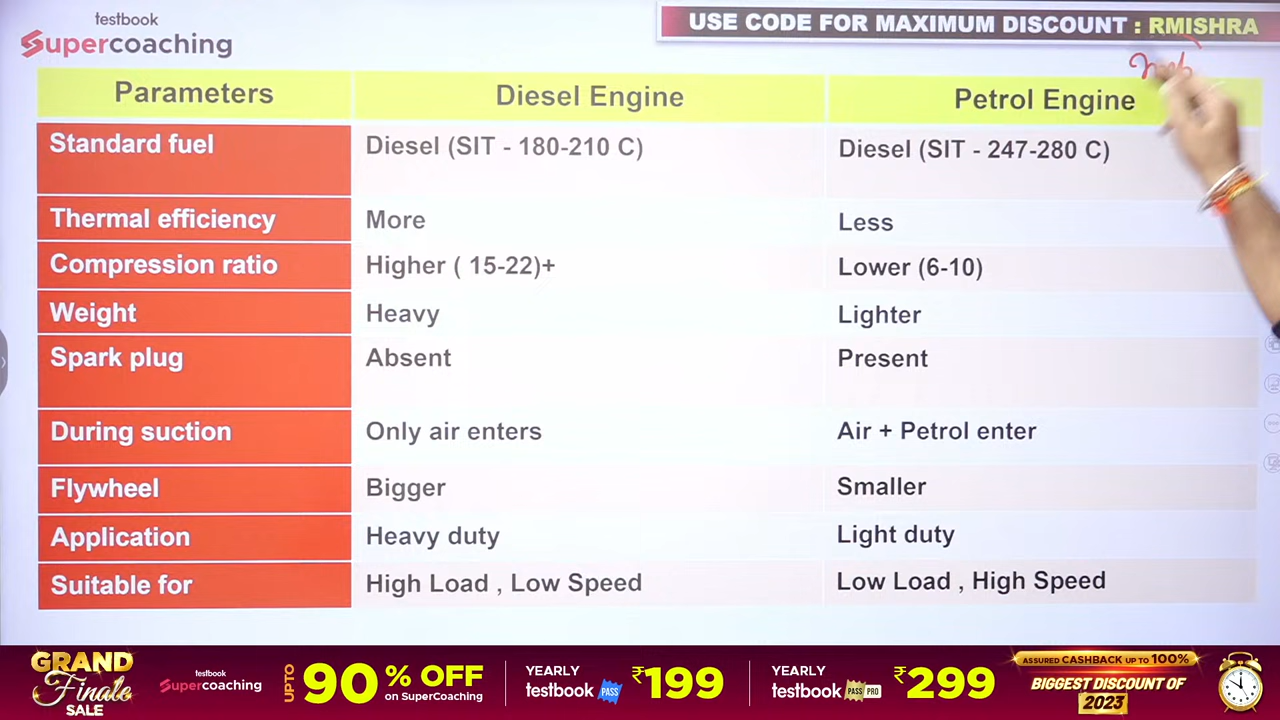 testbook
Supercoaching
USE CODE FOR MAXIMUM DISCOUNT : RMISHRA
Parameters Diesel Engine Petrol Engine
Standard fuel Diesel (SIT - 180-210 C) Diesel (SIT - 247-280 C)
Thermal efficiency More Less
Compression ratio Higher ( 15-22)+ Lower (6-10)
Weight Heavy Lighter
Spark plug Absent Present
During suction Only air enters Air + Petrol enter
Flywheel Bigger Smaller
Application Heavy duty Light duty
Suitable for High Load , Low Speed Low Load , High Speed
GRAND
Finale
SALE
testbook
Supercoaching
UPTO 90% OFF
on SuperCoaching
YEARLY
testbook PASS
₹199
YEARLY
testbook PASS PRO
₹299
ASSURED CASHBACK UP TO 100%
BIGGEST DISCOUNT OF
2023